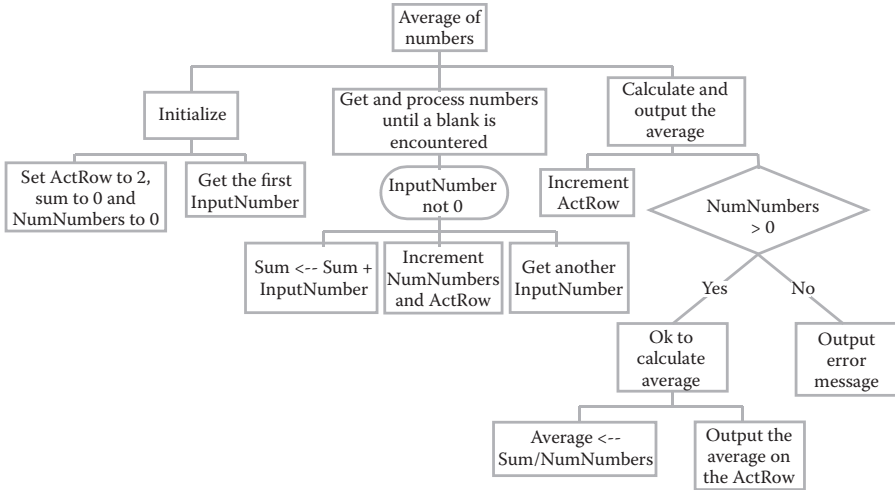 Average of
numbers
Initialize
Get and process numbers
until a blank is
encountered
Calculate and
output the
average
Set ActRow to 2,
sum to 0 and
NumNumbers to 0
Get the first
InputNumber
InputNumber
not 0
Increment
ActRow
NumNumbers
> 0
Sum <-- Sum +
InputNumber
Increment
NumNumbers
and ActRow
Get another
InputNumber
Yes
No
Ok to
calculate
average
Output
error
message
Average <--
Sum/NumNumbers
Output the
average on
the ActRow